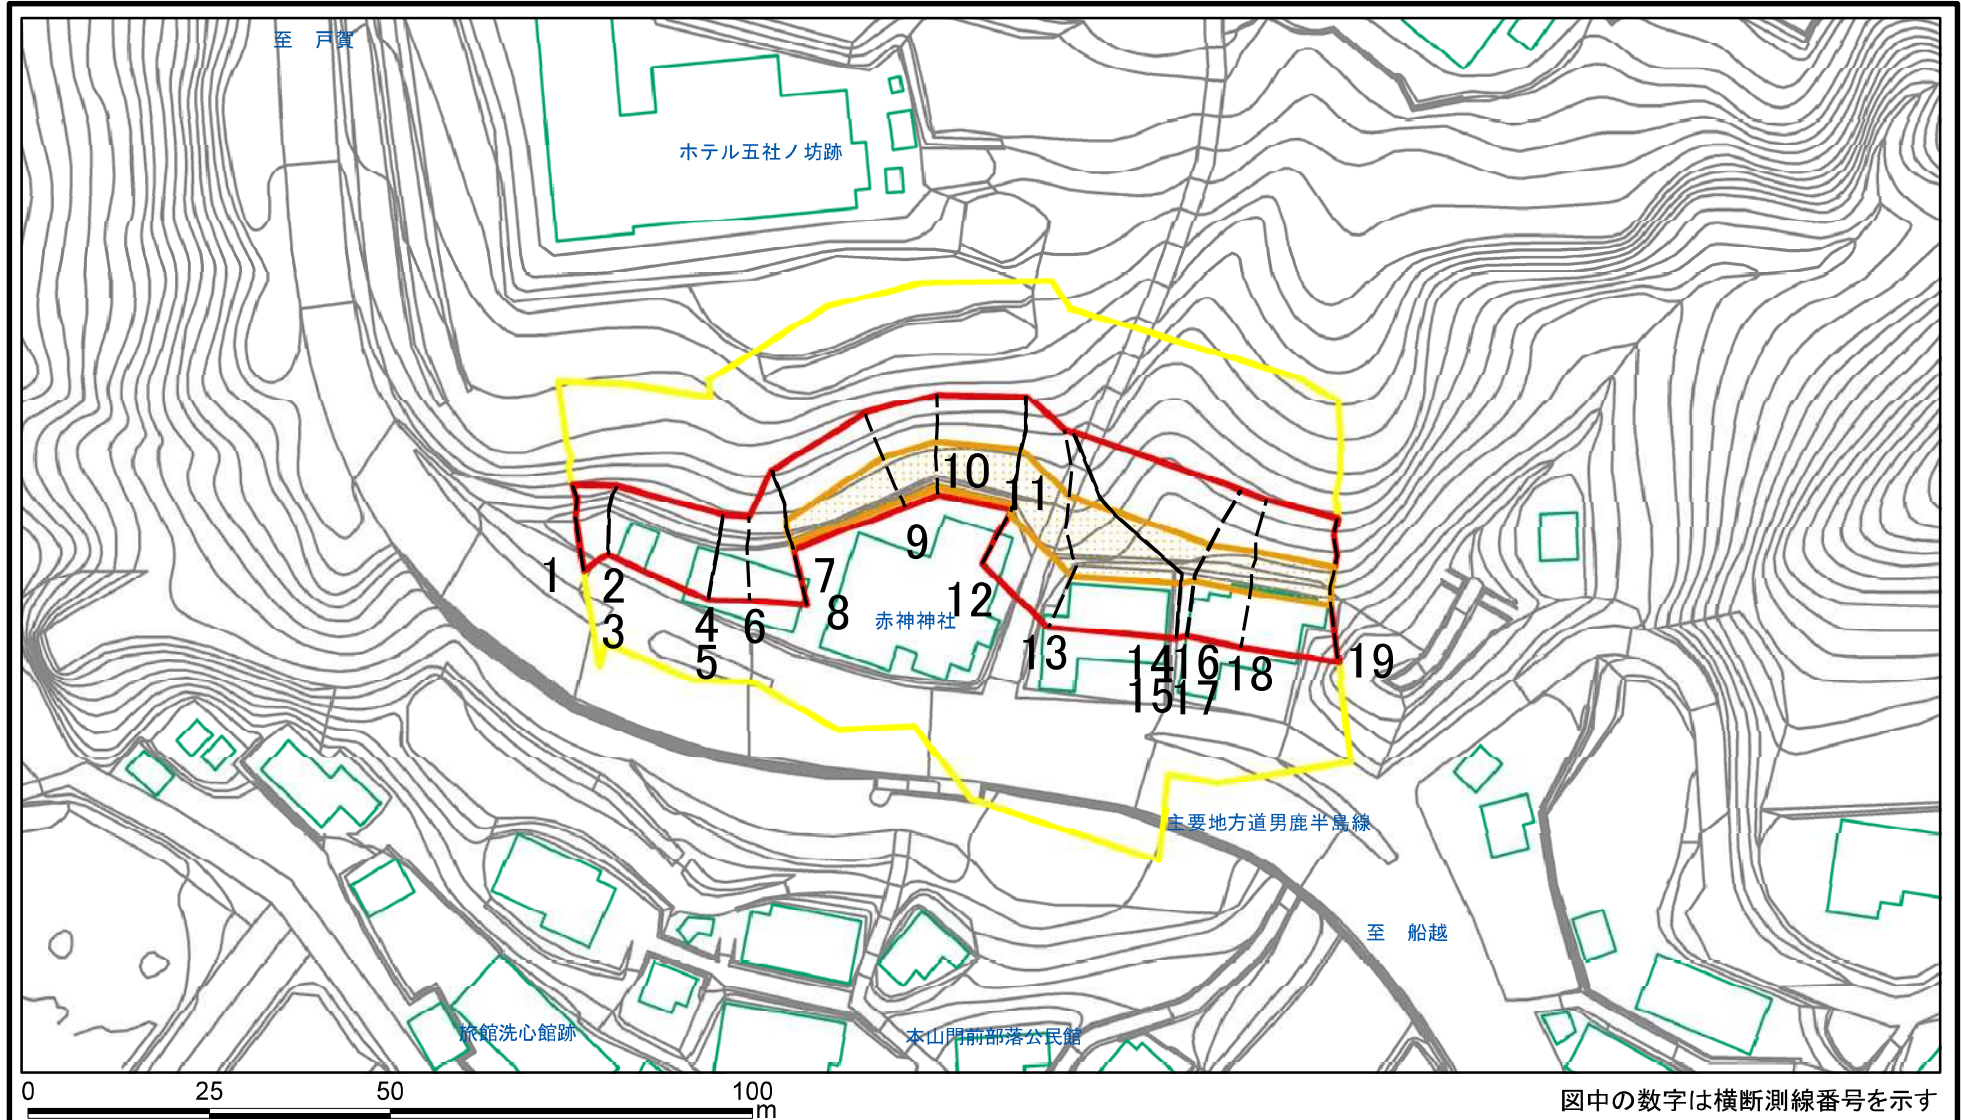 至　戸賀
ホテル五社ノ坊跡
10
11
9
1
2
7
12
8
赤神神社
3
4
6
13
5
14
16
18
19
15
17
主要地方道男鹿半島線
至　船越
旅館洗心館跡
本山門前部落公民館
0 25 50 100
m
図中の数字は横断測線番号を示す